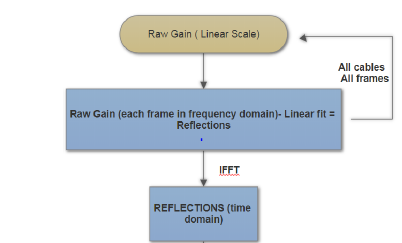 Raw Gain ( Linear Scale)
All cables
All frames
Raw Gain (each frame in frequency domain)- Linear fit =
Reflections
IFFT
REFLECTIONS (time
domain)